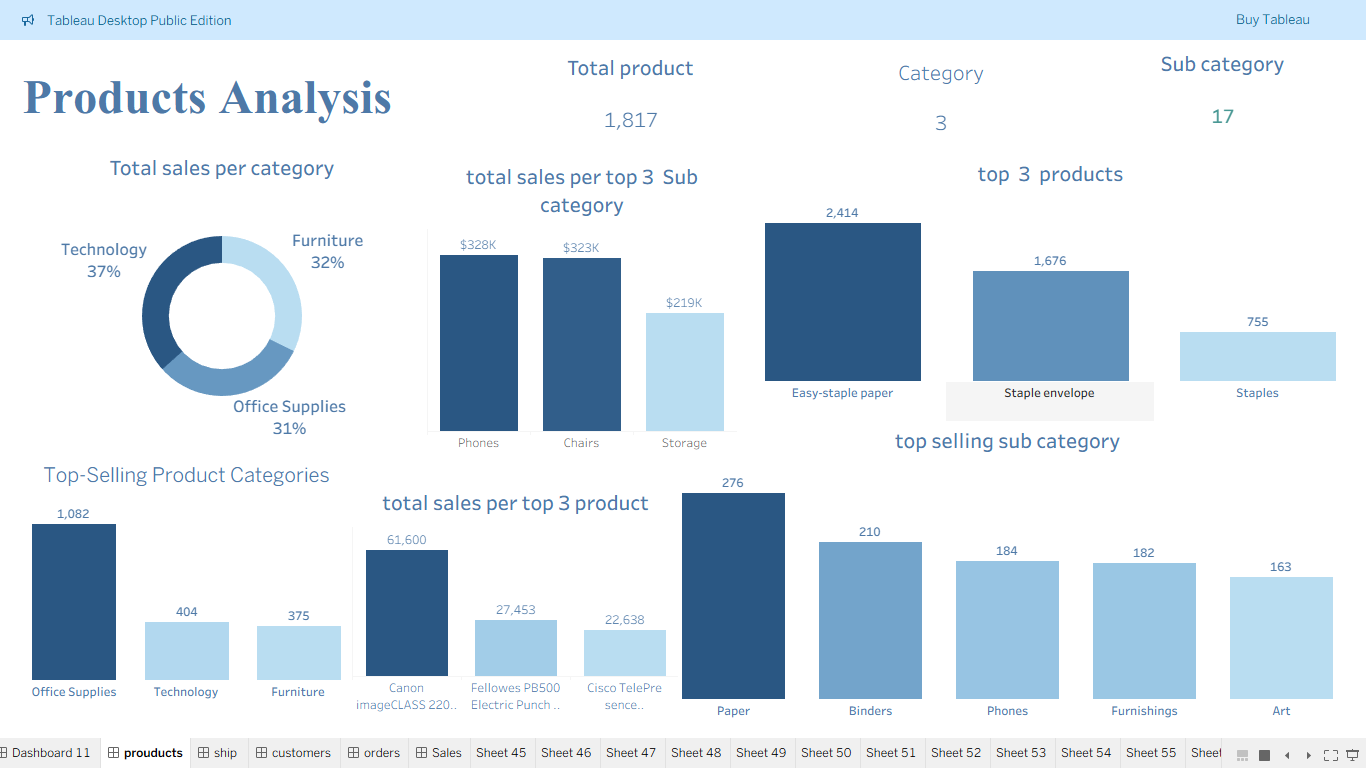 Tableau Desktop Public Edition
Buy Tableau
Products Analysis
Total product
1,817
Category
3
Sub category
17
Total sales per category
Technology
37%
Furniture
32%
Office Supplies
31%
total sales per top 3 Sub
category
$328K
$323K
$219K
Phones
Chairs
Storage
top 3 products
2,414
1,676
755
Easy-staple paper
Staple envelope
Staples
Top-Selling Product Categories
1,082
404
375
Office Supplies
Technology
Furniture
total sales per top 3 product
61,600
27,453
22,638
Canon
imageCLASS 220..
Fellowes PB500
Electric Punch ..
Cisco TelePre
sence..
top selling sub category
276
210
184
182
163
Paper
Binders
Phones
Furnishings
Art
Dashboard 11
prouducts
ship
customers
orders
Sales
Sheet 45
Sheet 46
Sheet 47
Sheet 48
Sheet 49
Sheet 50
Sheet 51
Sheet 52
Sheet 53
Sheet 54
Sheet 55
Sheet